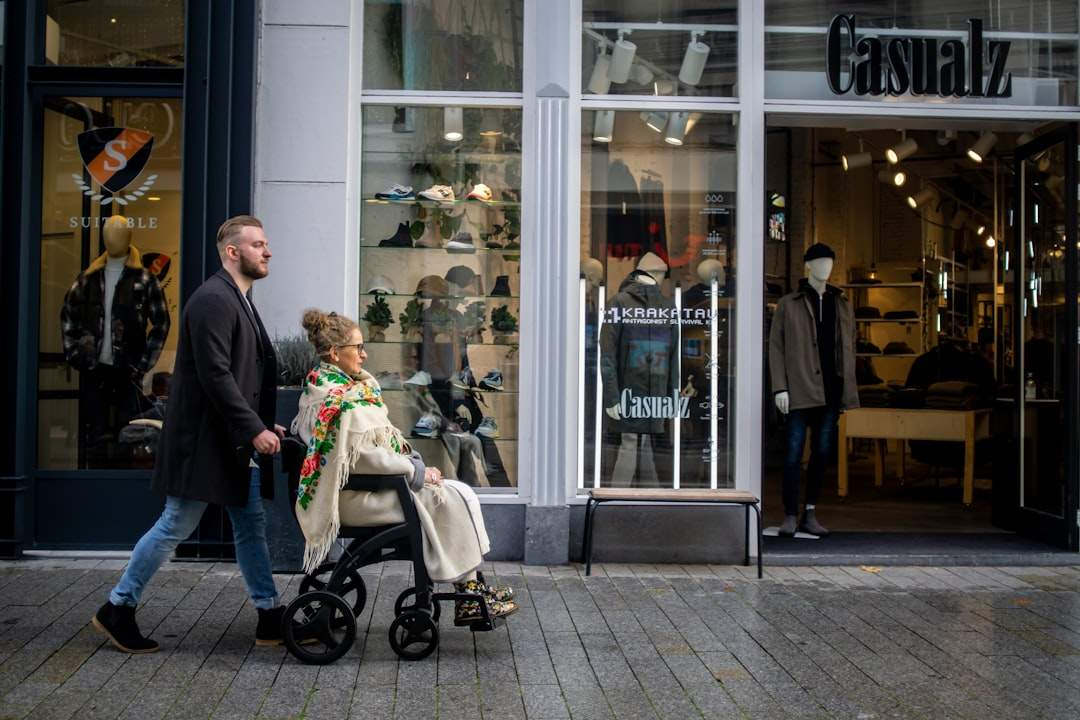 Casualz
S
SUITABLE
KRAKATAU
ANTAGONIST SURVIVAL KIT
Casualz